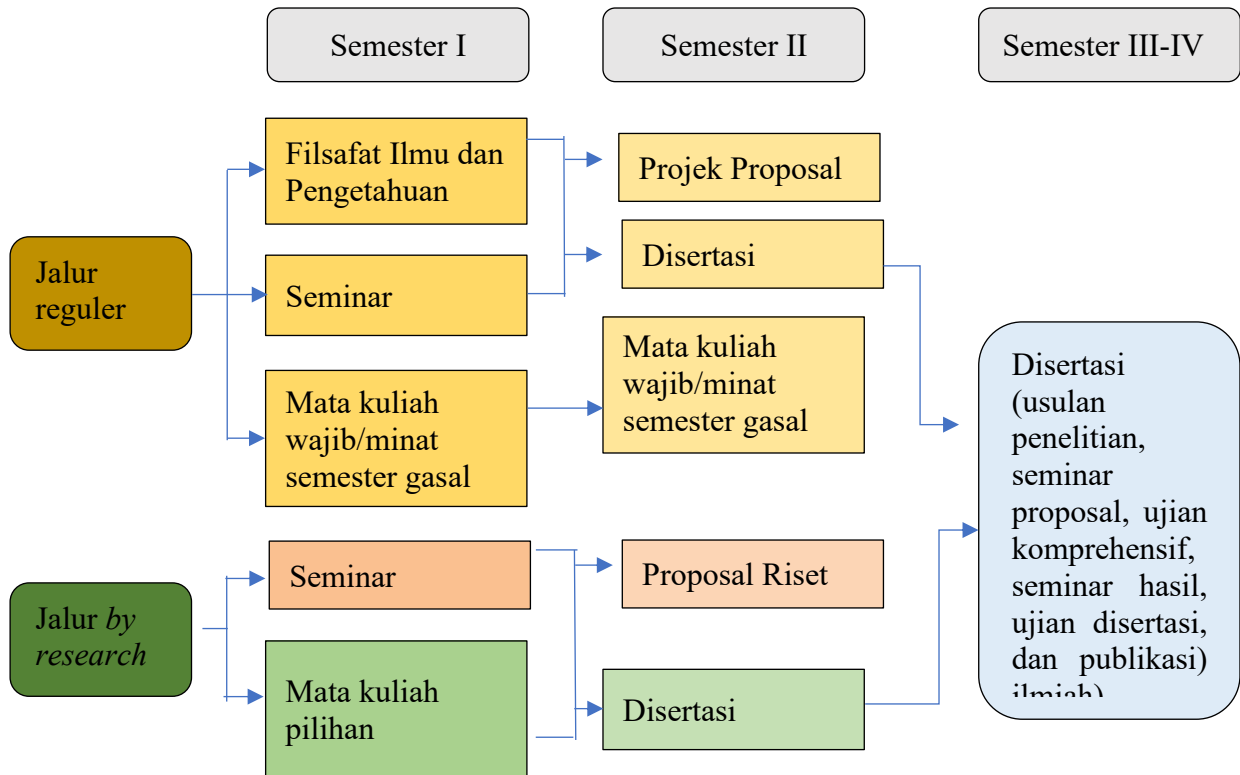 Semester I
Semester II
Semester III-IV
Filsafat Ilmu dan
Pengetahuan
Projek Proposal
Jalur
reguler
Seminar
Disertasi
Mata kuliah
wajib/minat
semester gasal
Mata kuliah
wajib/minat
semester gasal
Disertasi
(usulan
penelitian,
seminar
proposal, ujian
komprehensif,
seminar hasil,
ujian disertasi,
dan publikasi)
ilmiah)
Jalur by
research
Seminar
Proposal Riset
Mata kuliah
pilihan
Disertasi